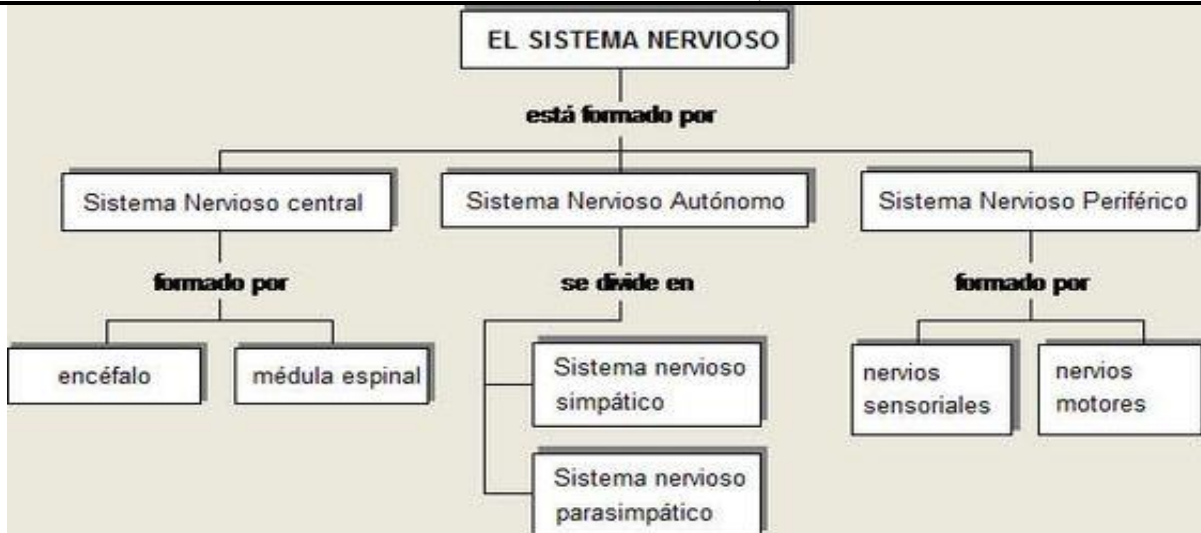 EL SISTEMA NERVIOSO
está formado por
Sistema Nervioso central
Sistema Nervioso Autónomo
Sistema Nervioso Periférico
formado por
se divide en
formado por
encéfalo
médula espinal
Sistema nervioso
simpático
Sistema nervioso
parasimpático
nervios
sensoriales
nervios
motores